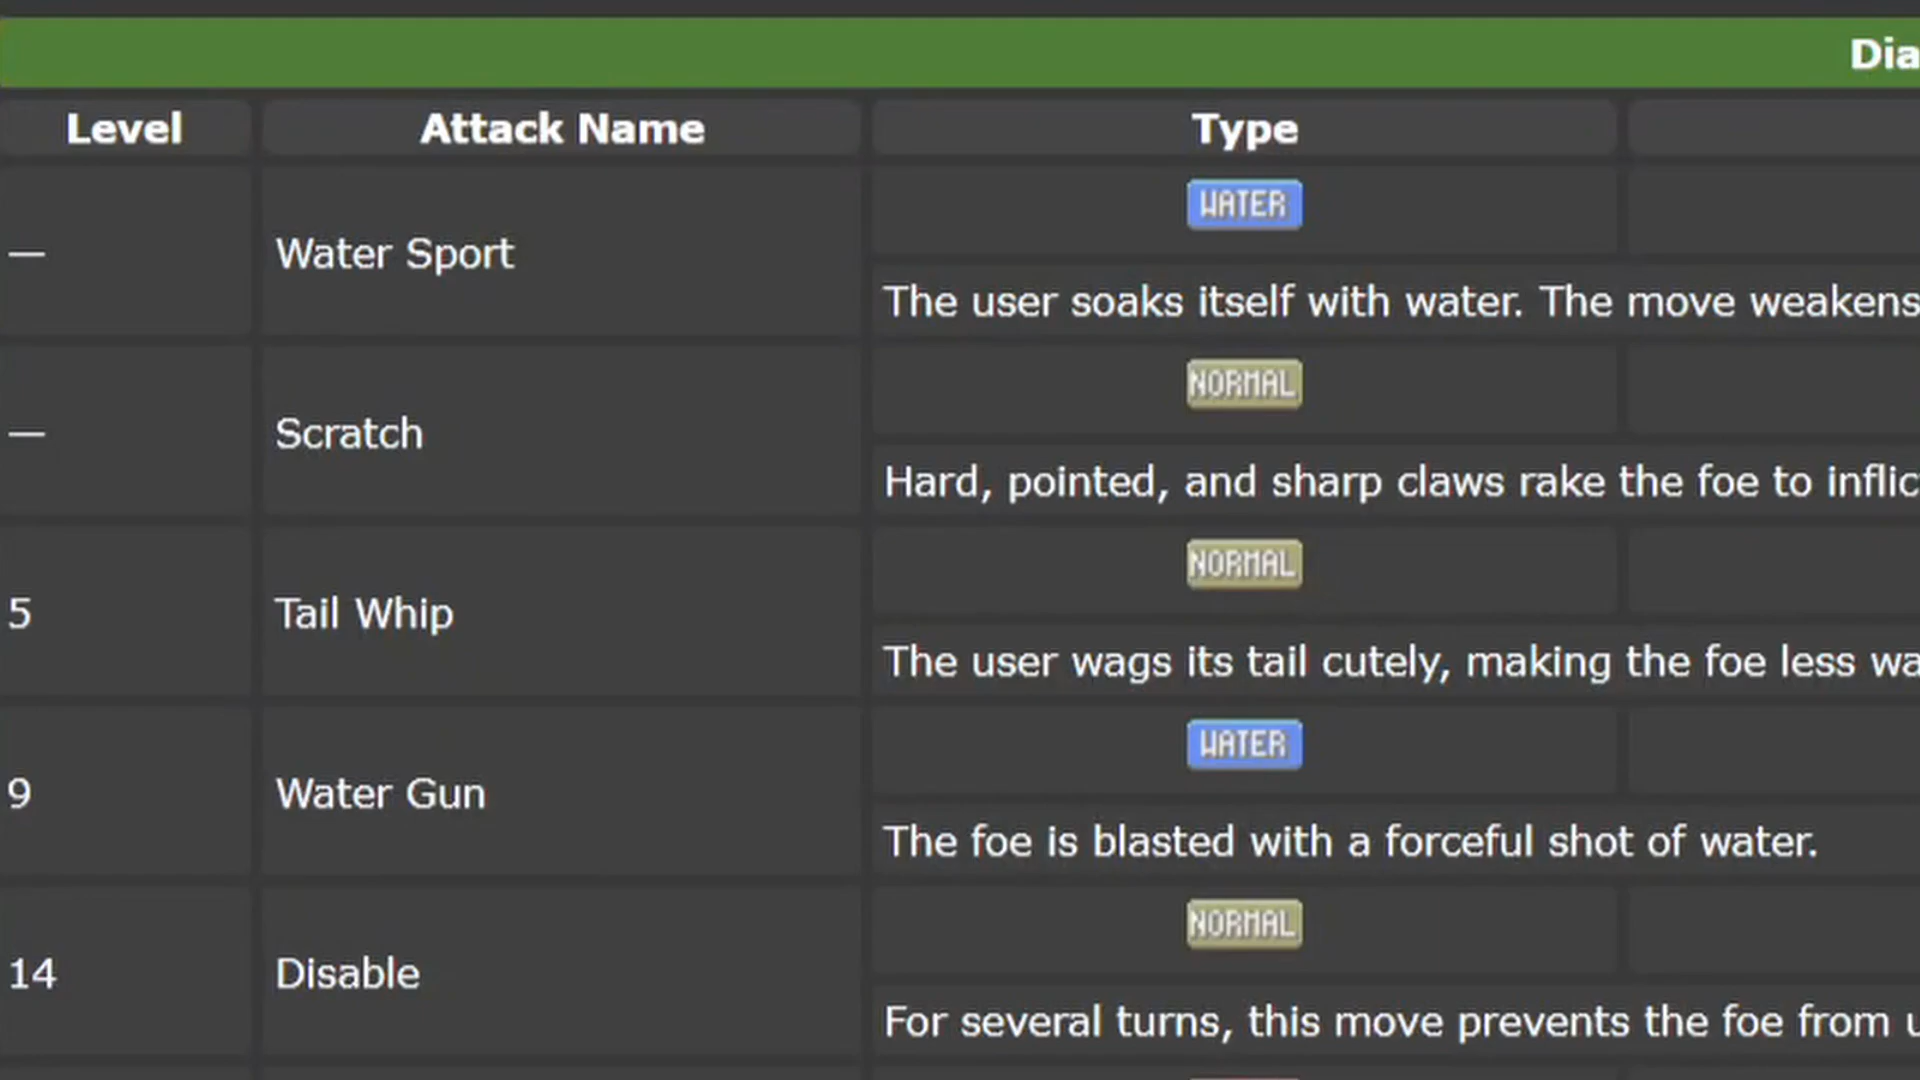 Dia
Level Attack Name Type
— Water Sport WATER
The user soaks itself with water. The move weakens
— Scratch NORMAL
Hard, pointed, and sharp claws rake the foe to inflic
5 Tail Whip NORMAL
The user wags its tail cutely, making the foe less wa
9 Water Gun WATER
The foe is blasted with a forceful shot of water.
14 Disable NORMAL
For several turns, this move prevents the foe from u